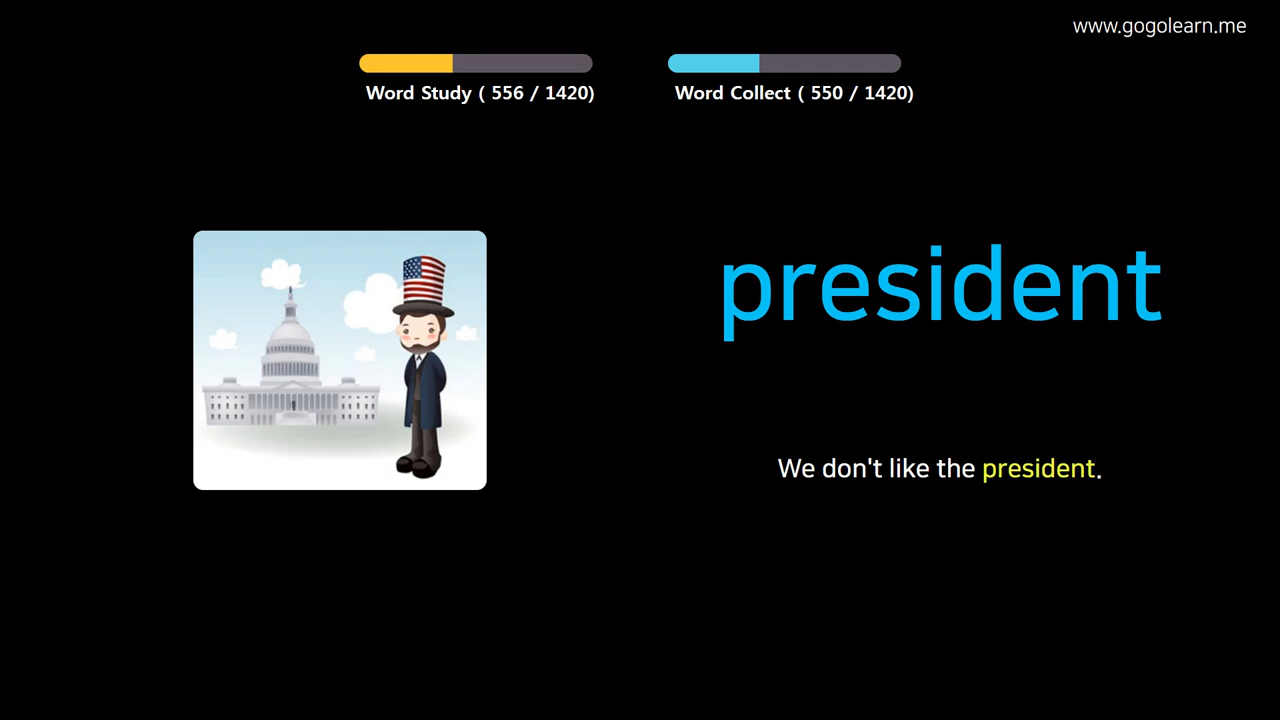 www.gogolearn.me
Word Study ( 556 / 1420)
Word Collect ( 550 / 1420)
president
We don't like the president.